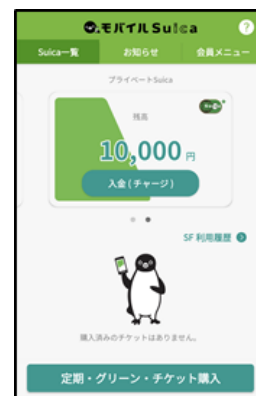 モバイルSuica
?
Suica一覧 お知らせ 会員メニュー
プライベートSuica
残高
10,000 円
入金(チャージ)
SF利用履歴
購入済みのチケットはありません。
定期・グリーン・チケット購入